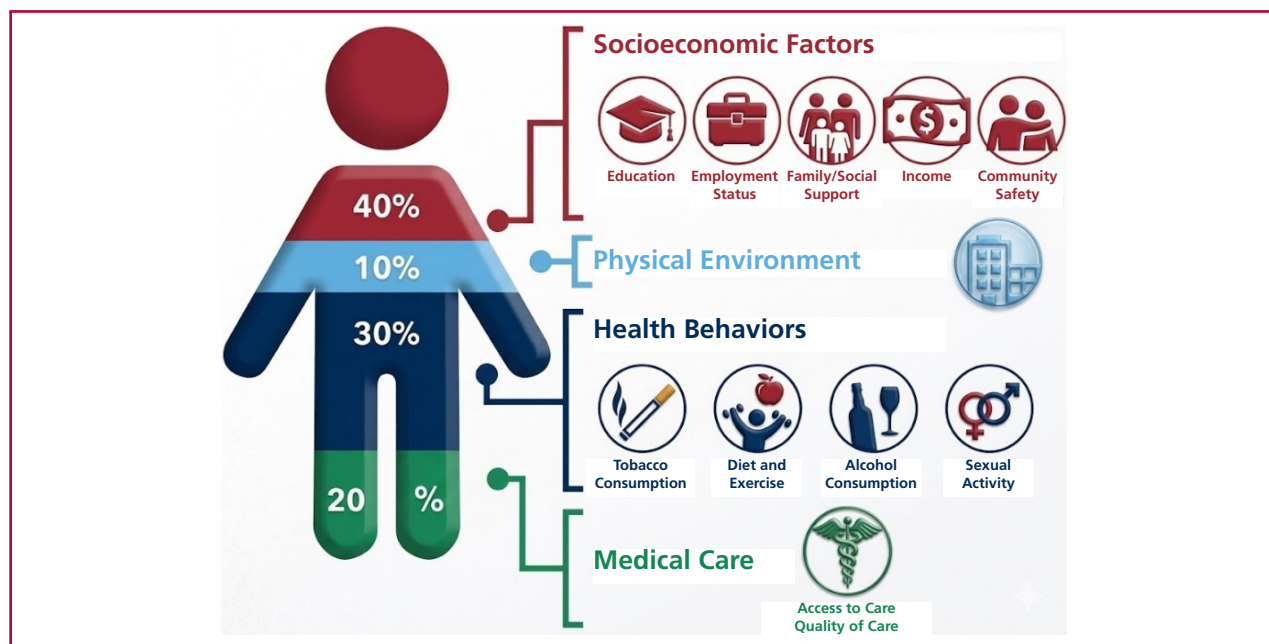 Socioeconomic Factors
Education
Employment
Status
Family/Social
Support
Income
Community
Safety
40%
10%
Physical Environment
30%
Health Behaviors
Tobacco
Consumption
Diet and
Exercise
Alcohol
Consumption
Sexual
Activity
20 %
Medical Care
Access to Care
Quality of Care